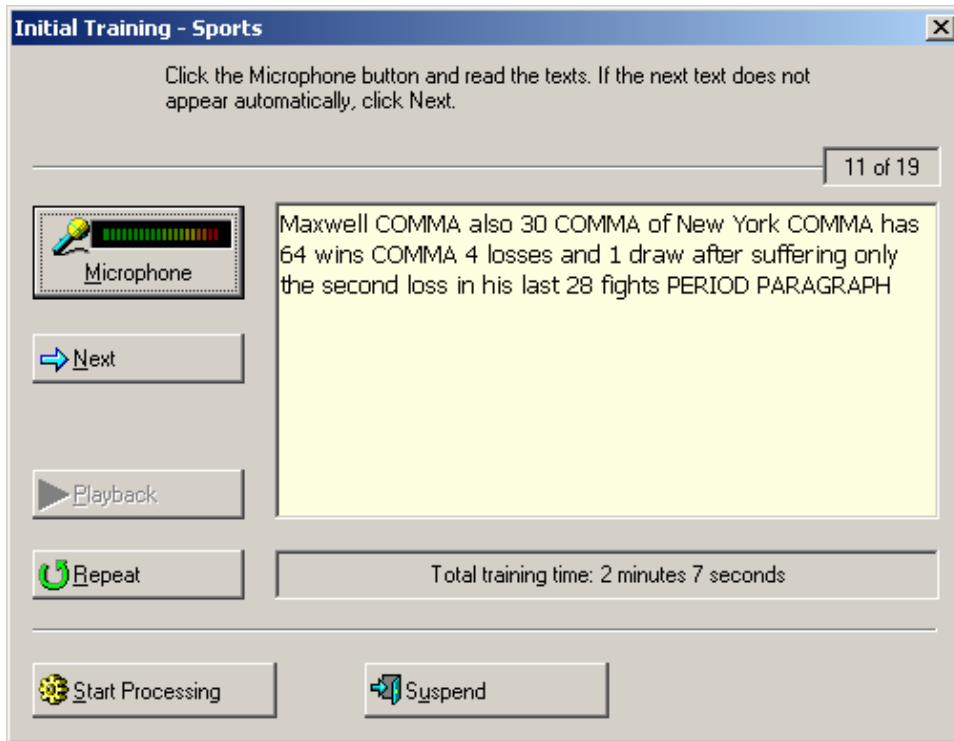 Initial Training - Sports
Click the Microphone button and read the texts. If the next text does not
appear automatically, click Next.
11 of 19
Microphone
Maxwell COMMA also 30 COMMA of New York COMMA has
64 wins COMMA 4 losses and 1 draw after suffering only
the second loss in his last 28 fights PERIOD PARAGRAPH
Next
Playback
Repeat
Total training time: 2 minutes 7 seconds
Start Processing
Suspend